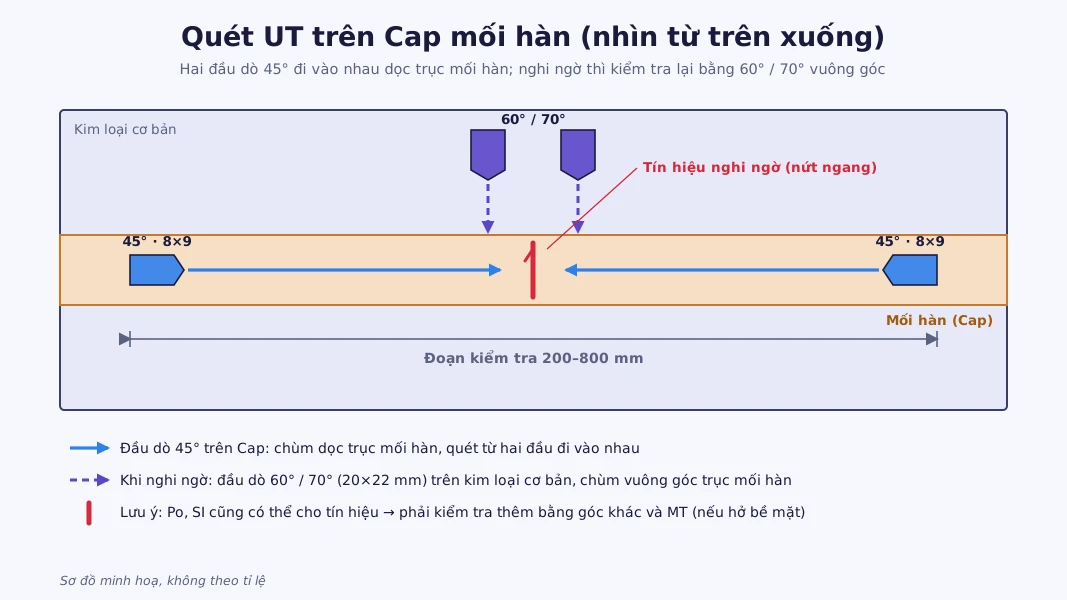 Quét UT trên Cap mối hàn (nhìn từ trên xuống)
Hai đầu dò 45° đi vào nhau dọc trục mối hàn; nghi ngờ thì kiểm tra lại bằng 60° / 70° vuông góc
60° / 70°
Kim loại cơ bản
Tín hiệu nghi ngờ (nứt ngang)
45° · 8×9
45° · 8×9
Mối hàn (Cap)
Đoạn kiểm tra 200–800 mm
Đầu dò 45° trên Cap: chùm dọc trục mối hàn, quét từ hai đầu đi vào nhau
Khi nghi ngờ: đầu dò 60° / 70° (20×22 mm) trên kim loại cơ bản, chùm vuông góc trục mối hàn
Lưu ý: Po, SI cũng có thể cho tín hiệu → phải kiểm tra thêm bằng góc khác và MT (nếu hở bề mặt)
Sơ đồ minh hoạ, không theo tỉ lệ